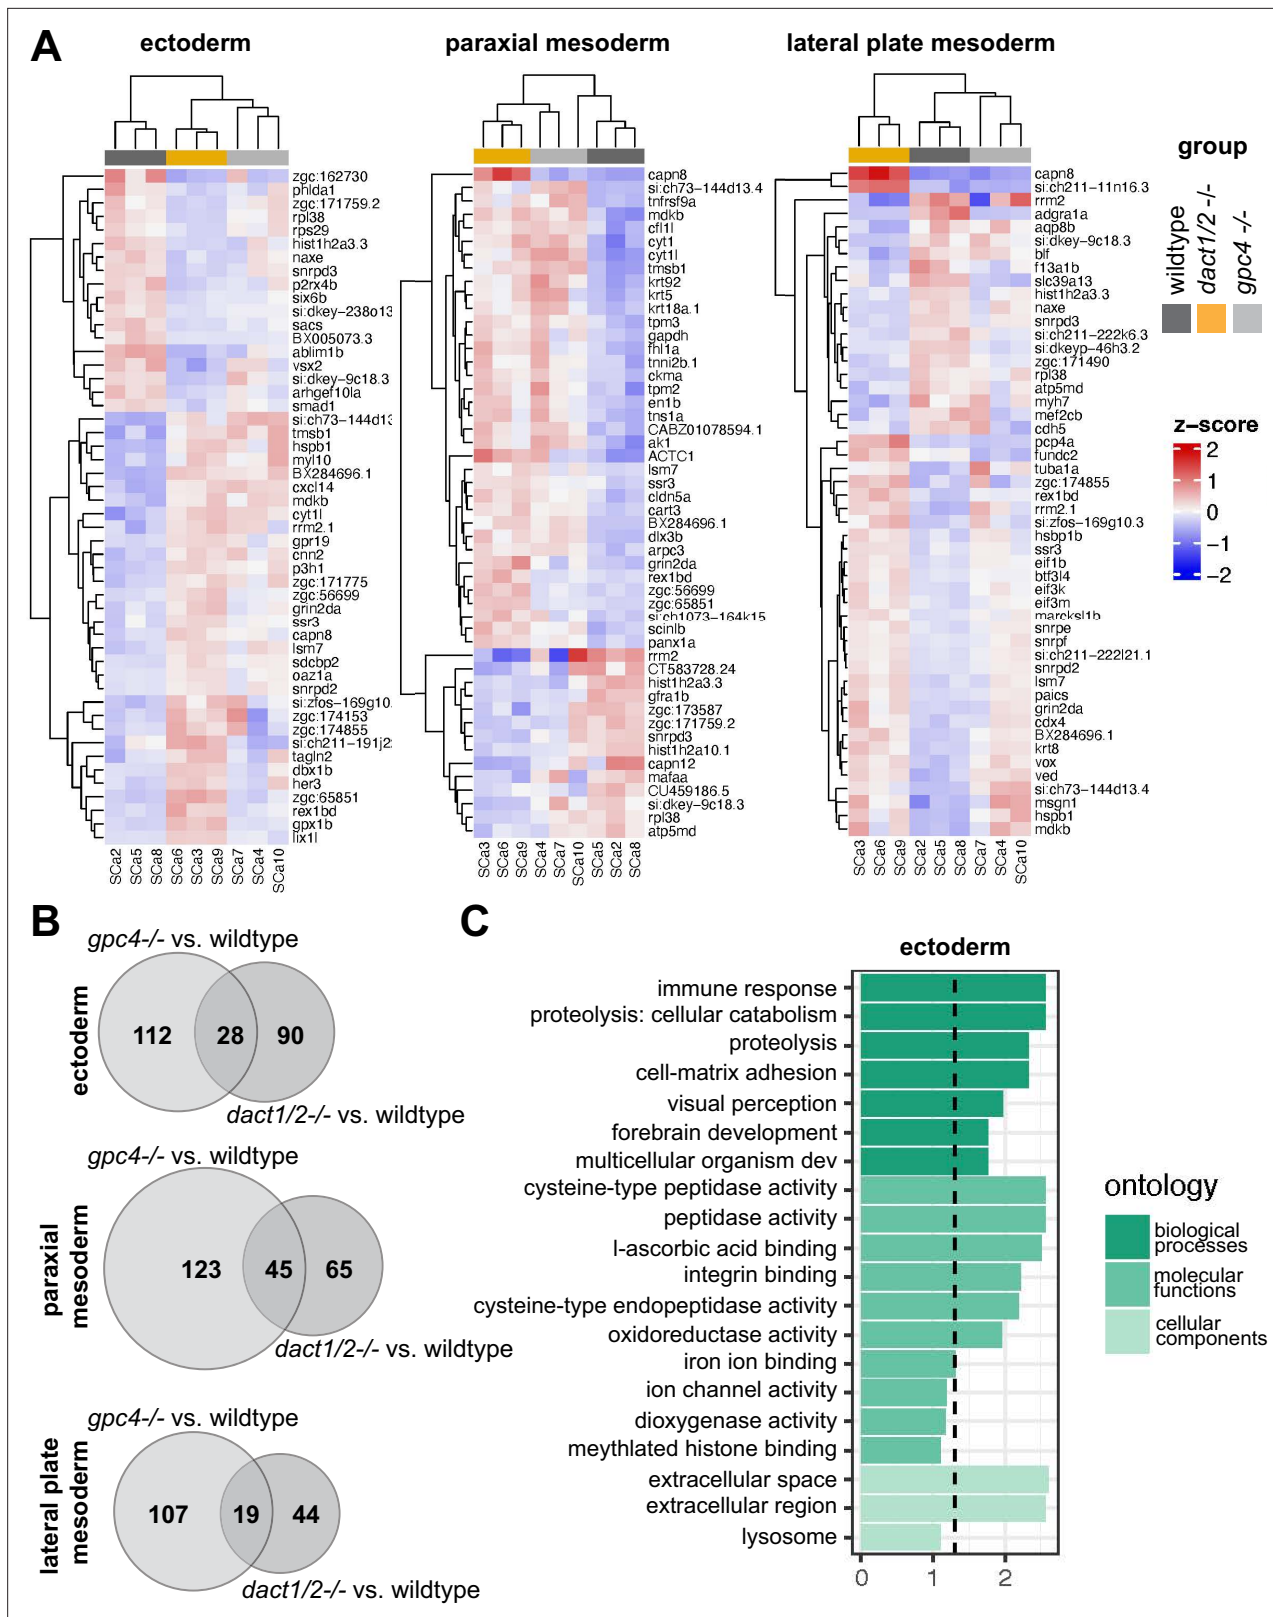 A
ectoderm
paraxial mesoderm
lateral plate mesoderm
zgc:162730
phlda1
zgc:171759.2
rpl38
rps29
hist1h2a3.3
naxe
snrpd3
p2rx4b
six6b
si:dkey-238o13
sacs
BX005073.3
ablim1b
vsx2
si:dkey-9c18.3
arhgef10la
smad1
si:ch73-144d13
tmsb1
hspb1
myl10
BX284696.1
cxcl14
mdkb
cyt1l
rrm2.1
gpr19
cnn2
p3h1
zgc:171775
zgc:56699
grin2da
ssr3
capn8
lsm7
sdcbp2
oaz1a
snrpd2
si:zfos-169g10.
zgc:174153
zgc:174855
si:ch211-191j2
tagln2
dbx1b
her3
zgc:65851
rex1bd
gpx1b
lix1l
SCa2 SCa5 SCa8 SCa6 SCa3 SCa9 SCa7 SCa4 SCa10
capn8
si:ch73-144d13.4
tnfrsf9a
mdkb
cfl1l
cyt1
cyt1l
tmsb1
krt92
krt5
krt18a.1
tpm3
gapdh
fhl1a
tnni2b.1
ckma
tpm2
en1b
tns1a
CABZ01078594.1
ak1
ACTC1
lsm7
ssr3
cldn5a
cart3
BX284696.1
dlx3b
arpc3
grin2da
rex1bd
zgc:56699
zgc:65851
si:ch1073-164k15
scinlb
panx1a
rrm2
CT583728.24
hist1h2a3.3
gfra1b
zgc:173587
zgc:171759.2
snrpd3
hist1h2a10.1
capn12
mafaa
CU459186.5
si:dkey-9c18.3
rpl38
atp5md
SCa3 SCa6 SCa9 SCa4 SCa7 SCa10 SCa5 SCa2 SCa8
capn8
si:ch211-11n16.3
rrm2
adgra1a
aqp8b
si:dkey-9c18.3
blf
f13a1b
slc39a13
hist1h2a3.3
naxe
snrpd3
si:ch211-222k6.3
si:dkeyp-46h3.2
zgc:171490
rpl38
atp5md
myh7
mef2cb
cdh5
pcp4a
fundc2
tuba1a
zgc:174855
rex1bd
rrm2.1
si:zfos-169g10.3
hsbp1b
ssr3
eif1b
btf3l4
eif3k
eif3m
marcksl1b
snrpe
snrpf
si:ch211-222l21.1
snrpd2
lsm7
paics
grin2da
cdx4
BX284696.1
krt8
vox
ved
si:ch73-144d13.4
msgn1
hspb1
mdkb
SCa3 SCa6 SCa9 SCa2 SCa5 SCa8 SCa7 SCa4 SCa10
group
wildtype
dact1/2 -/-
gpc4 -/-
z-score
2
1
0
-1
-2
B
gpc4-/- vs. wildtype
ectoderm
112 28 90
dact1/2-/- vs. wildtype
gpc4-/- vs. wildtype
paraxial
mesoderm
123 45 65
dact1/2-/- vs. wildtype
gpc4-/- vs. wildtype
lateral plate
mesoderm
107 19 44
dact1/2-/- vs. wildtype
C
ectoderm
immune response
proteolysis: cellular catabolism
proteolysis
cell-matrix adhesion
visual perception
forebrain development
multicellular organism dev
cysteine-type peptidase activity
peptidase activity
l-ascorbic acid binding
integrin binding
cysteine-type endopeptidase activity
oxidoreductase activity
iron ion binding
ion channel activity
dioxygenase activity
meythlated histone binding
extracellular space
extracellular region
lysosome
0 1 2
ontology
biological
processes
molecular
functions
cellular
components